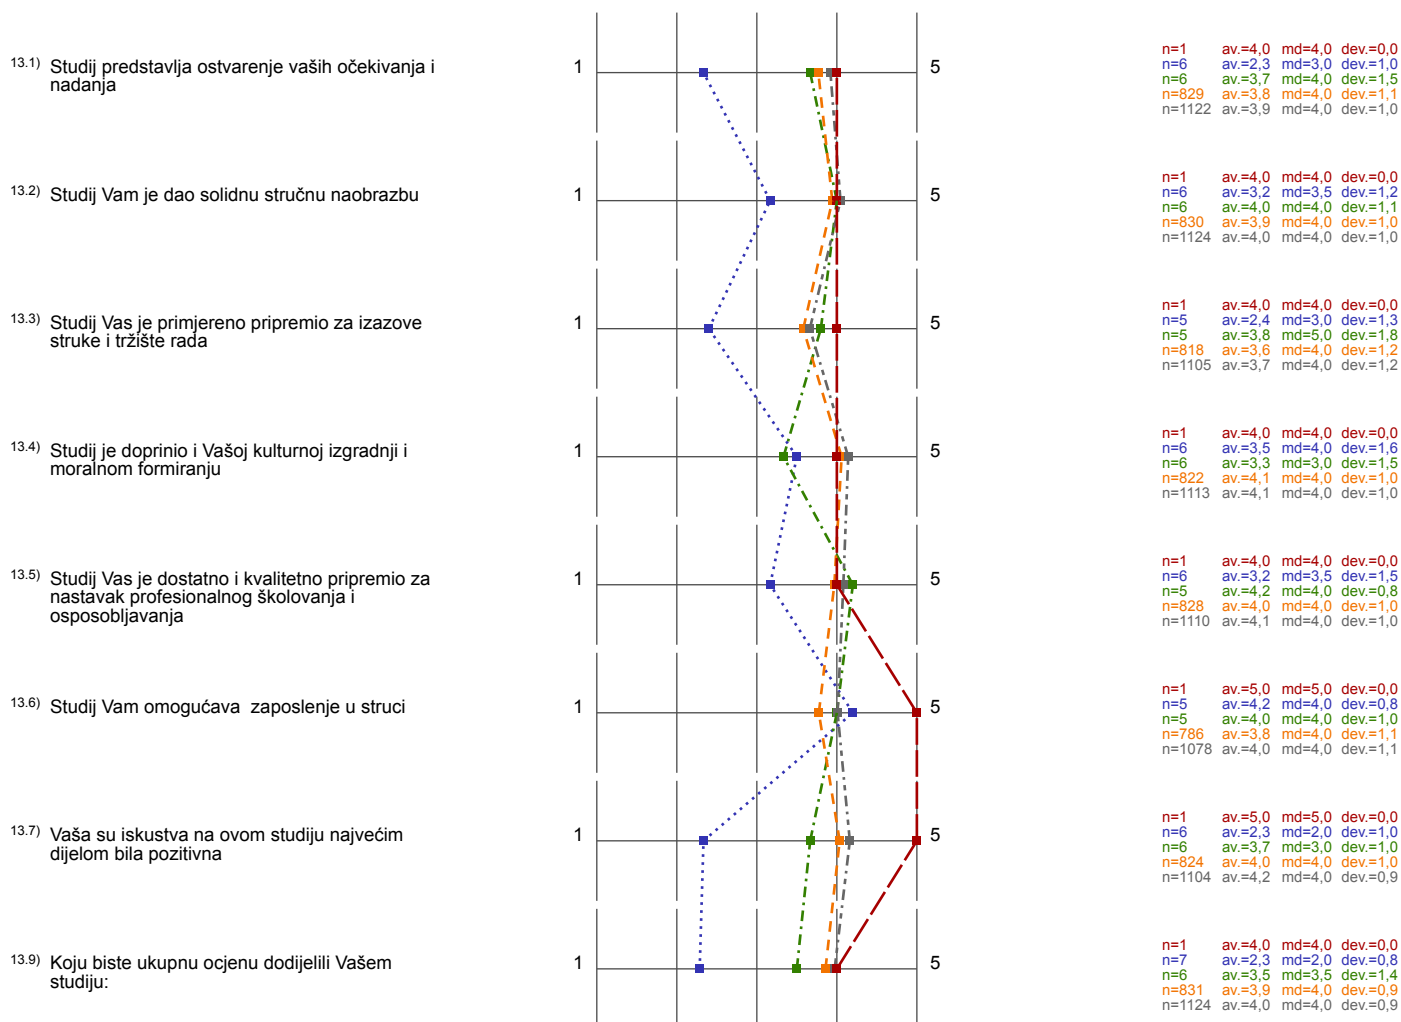 13.1) Studij predstavlja ostvarenje vaših očekivanja i
nadanja
1
5
n=1 av.=4,0 md=4,0 dev.=0,0
n=6 av.=2,3 md=3,0 dev.=1,0
n=6 av.=3,7 md=4,0 dev.=1,5
n=829 av.=3,8 md=4,0 dev.=1,1
n=1122 av.=3,9 md=4,0 dev.=1,0
13.2) Studij Vam je dao solidnu stručnu naobrazbu
1
5
n=1 av.=4,0 md=4,0 dev.=0,0
n=6 av.=3,2 md=3,5 dev.=1,2
n=6 av.=4,0 md=4,0 dev.=1,1
n=830 av.=3,9 md=4,0 dev.=1,0
n=1124 av.=4,0 md=4,0 dev.=1,0
13.3) Studij Vas je primjereno pripremio za izazove
struke i tržište rada
1
5
n=1 av.=4,0 md=4,0 dev.=0,0
n=5 av.=2,4 md=3,0 dev.=1,3
n=5 av.=3,8 md=5,0 dev.=1,8
n=818 av.=3,6 md=4,0 dev.=1,2
n=1105 av.=3,7 md=4,0 dev.=1,2
13.4) Studij je doprinio i Vašoj kulturnoj izgradnji i
moralnom formiranju
1
5
n=1 av.=4,0 md=4,0 dev.=0,0
n=6 av.=3,5 md=4,0 dev.=1,6
n=6 av.=3,3 md=3,0 dev.=1,5
n=822 av.=4,1 md=4,0 dev.=1,0
n=1113 av.=4,1 md=4,0 dev.=1,0
13.5) Studij Vas je dostatno i kvalitetno pripremio za
nastavak profesionalnog školovanja i
osposobljavanja
1
5
n=1 av.=4,0 md=4,0 dev.=0,0
n=6 av.=3,2 md=3,5 dev.=1,5
n=5 av.=4,2 md=4,0 dev.=0,8
n=828 av.=4,0 md=4,0 dev.=1,0
n=1110 av.=4,1 md=4,0 dev.=1,0
13.6) Studij Vam omogućava zaposlenje u struci
1
5
n=1 av.=5,0 md=5,0 dev.=0,0
n=5 av.=4,2 md=4,0 dev.=0,8
n=5 av.=4,0 md=4,0 dev.=1,0
n=786 av.=3,8 md=4,0 dev.=1,1
n=1078 av.=4,0 md=4,0 dev.=1,1
13.7) Vaša su iskustva na ovom studiju najvećim
dijelom bila pozitivna
1
5
n=1 av.=5,0 md=5,0 dev.=0,0
n=6 av.=2,3 md=2,0 dev.=1,0
n=6 av.=3,7 md=3,0 dev.=1,0
n=824 av.=4,0 md=4,0 dev.=1,0
n=1104 av.=4,2 md=4,0 dev.=0,9
13.9) Koju biste ukupnu ocjenu dodijelili Vašem
studiju:
1
5
n=1 av.=4,0 md=4,0 dev.=0,0
n=7 av.=2,3 md=2,0 dev.=0,8
n=6 av.=3,5 md=3,5 dev.=1,4
n=831 av.=3,9 md=4,0 dev.=0,9
n=1124 av.=4,0 md=4,0 dev.=0,9